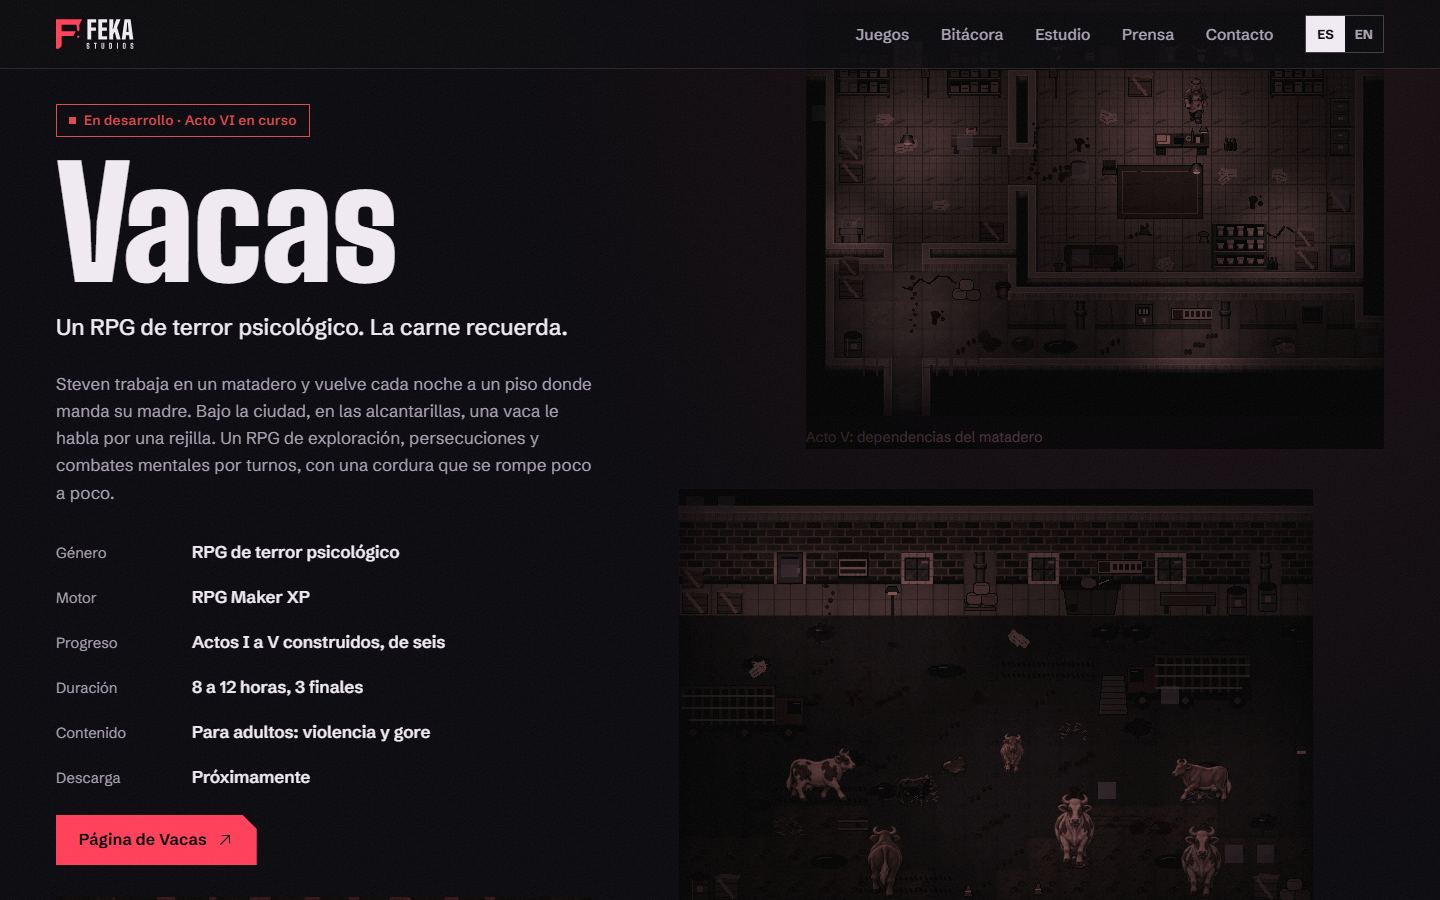 FEKA
STUDIOS
Juegos
Bitácora
Estudio
Prensa
Contacto
ES
EN
En desarrollo · Acto VI en curso
Vacas
Un RPG de terror psicológico. La carne recuerda.
Steven trabaja en un matadero y vuelve cada noche a un piso donde
manda su madre. Bajo la ciudad, en las alcantarillas, una vaca le
habla por una rejilla. Un RPG de exploración, persecuciones y
combates mentales por turnos, con una cordura que se rompe poco
a poco.
Género
RPG de terror psicológico
Motor
RPG Maker XP
Progreso
Actos I a V construidos, de seis
Duración
8 a 12 horas, 3 finales
Contenido
Para adultos: violencia y gore
Descarga
Próximamente
Página de Vacas
Acto V: dependencias del matadero